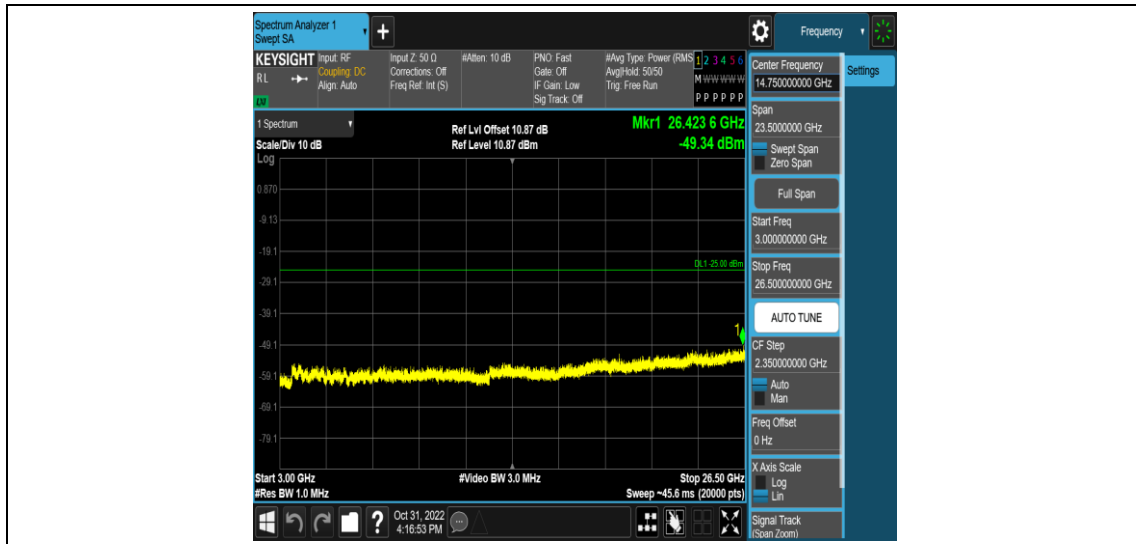 Spectrum Analyzer 1
Swept SA
Frequency
KEYSIGHT
RL
LXI
Input: RF
Coupling: DC
Align: Auto
Input Z: 50 Ω
Corrections: Off
Freq Ref: Int (S)
#Atten: 10 dB
PNO: Fast
Gate: Off
IF Gain: Low
Sig Track: Off
#Avg Type: Power (RMS
Avg|Hold: 50/50
Trig: Free Run
1 2 3 4 5 6
M W W W W W
P P P P P P
Center Frequency
14.750000000 GHz
Settings
Span
23.5000000 GHz
Swept Span
Zero Span
Full Span
Start Freq
3.000000000 GHz
Stop Freq
26.500000000 GHz
AUTO TUNE
CF Step
2.350000000 GHz
Auto
Man
Freq Offset
0 Hz
X Axis Scale
Log
Lin
Signal Track
(Span Zoom)
1 Spectrum
Scale/Div 10 dB
Log
Ref Lvl Offset 10.87 dB
Ref Level 10.87 dBm
Mkr1 26.423 6 GHz
-49.34 dBm
0.870
-9.13
-19.1
DL1 -25.00 dBm
-29.1
-39.1
1
-49.1
-59.1
-69.1
-79.1
Start 3.00 GHz
#Res BW 1.0 MHz
#Video BW 3.0 MHz
Stop 26.50 GHz
Sweep ~45.6 ms (20000 pts)
?
Oct 31, 2022
4:16:53 PM